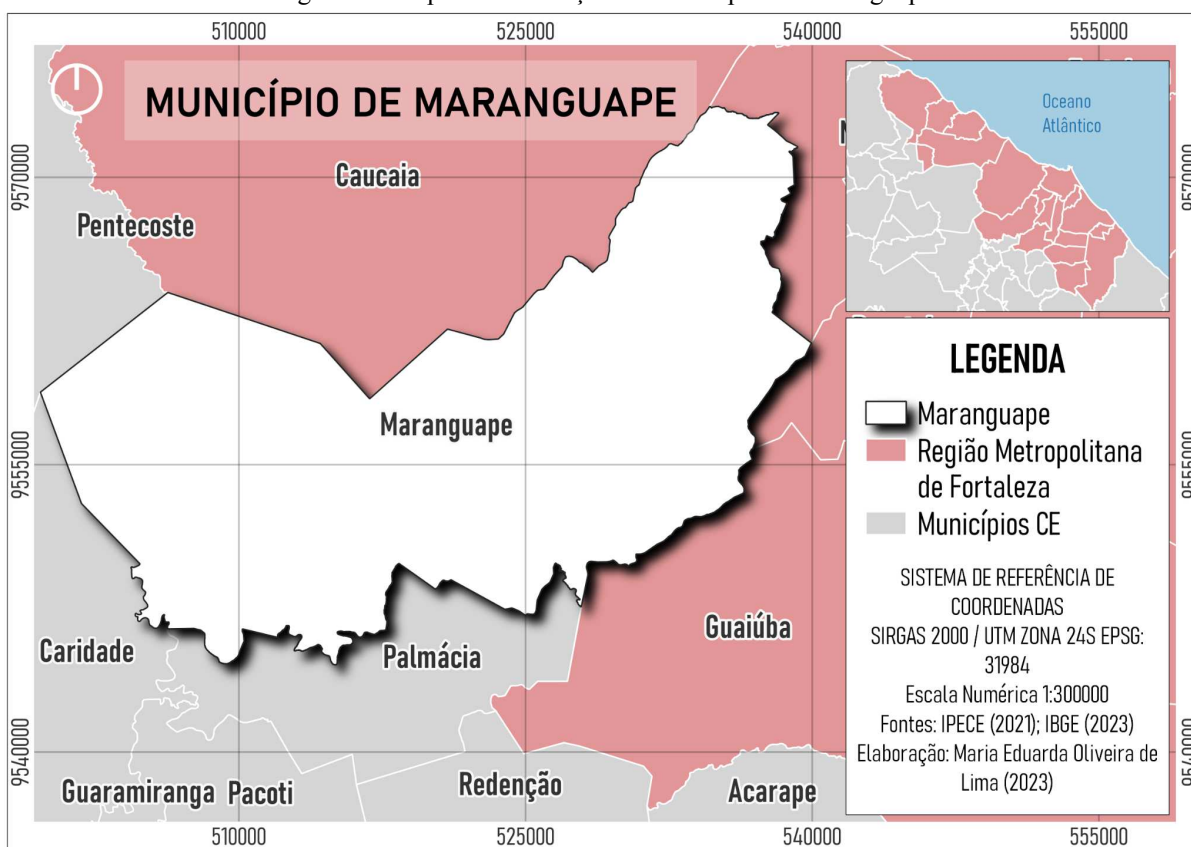 510000
525000
540000
555000
MUNICÍPIO DE MARANGUAPE
Oceano
Atlântico
9570000
9570000
Caucaia
Pentecoste
Maranguape
9555000
9555000
LEGENDA
Maranguape
Região Metropolitana
de Fortaleza
Municípios CE
SISTEMA DE REFERÊNCIA DE
COORDENADAS
SIRGAS 2000 / UTM ZONA 24S EPSG:
31984
Escala Numérica 1:300000
Fontes: IPECE (2021); IBGE (2023)
Elaboração: Maria Eduarda Oliveira de
Lima (2023)
Caridade
Palmácia
Guaiúba
9540000
9540000
Guaramiranga
Pacoti
Redenção
Acarape
510000
525000
540000
555000